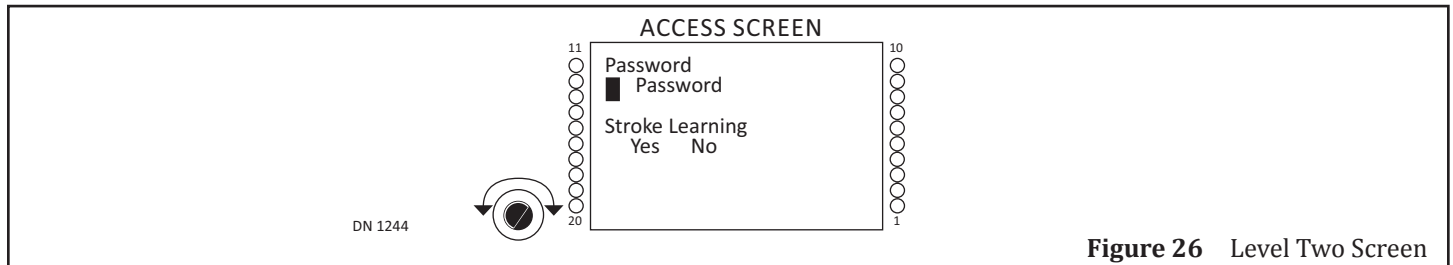 ACCESS SCREEN
11
10
Password
Password
Stroke Learning
Yes No
20
1
DN 1244
Figure 26 Level Two Screen